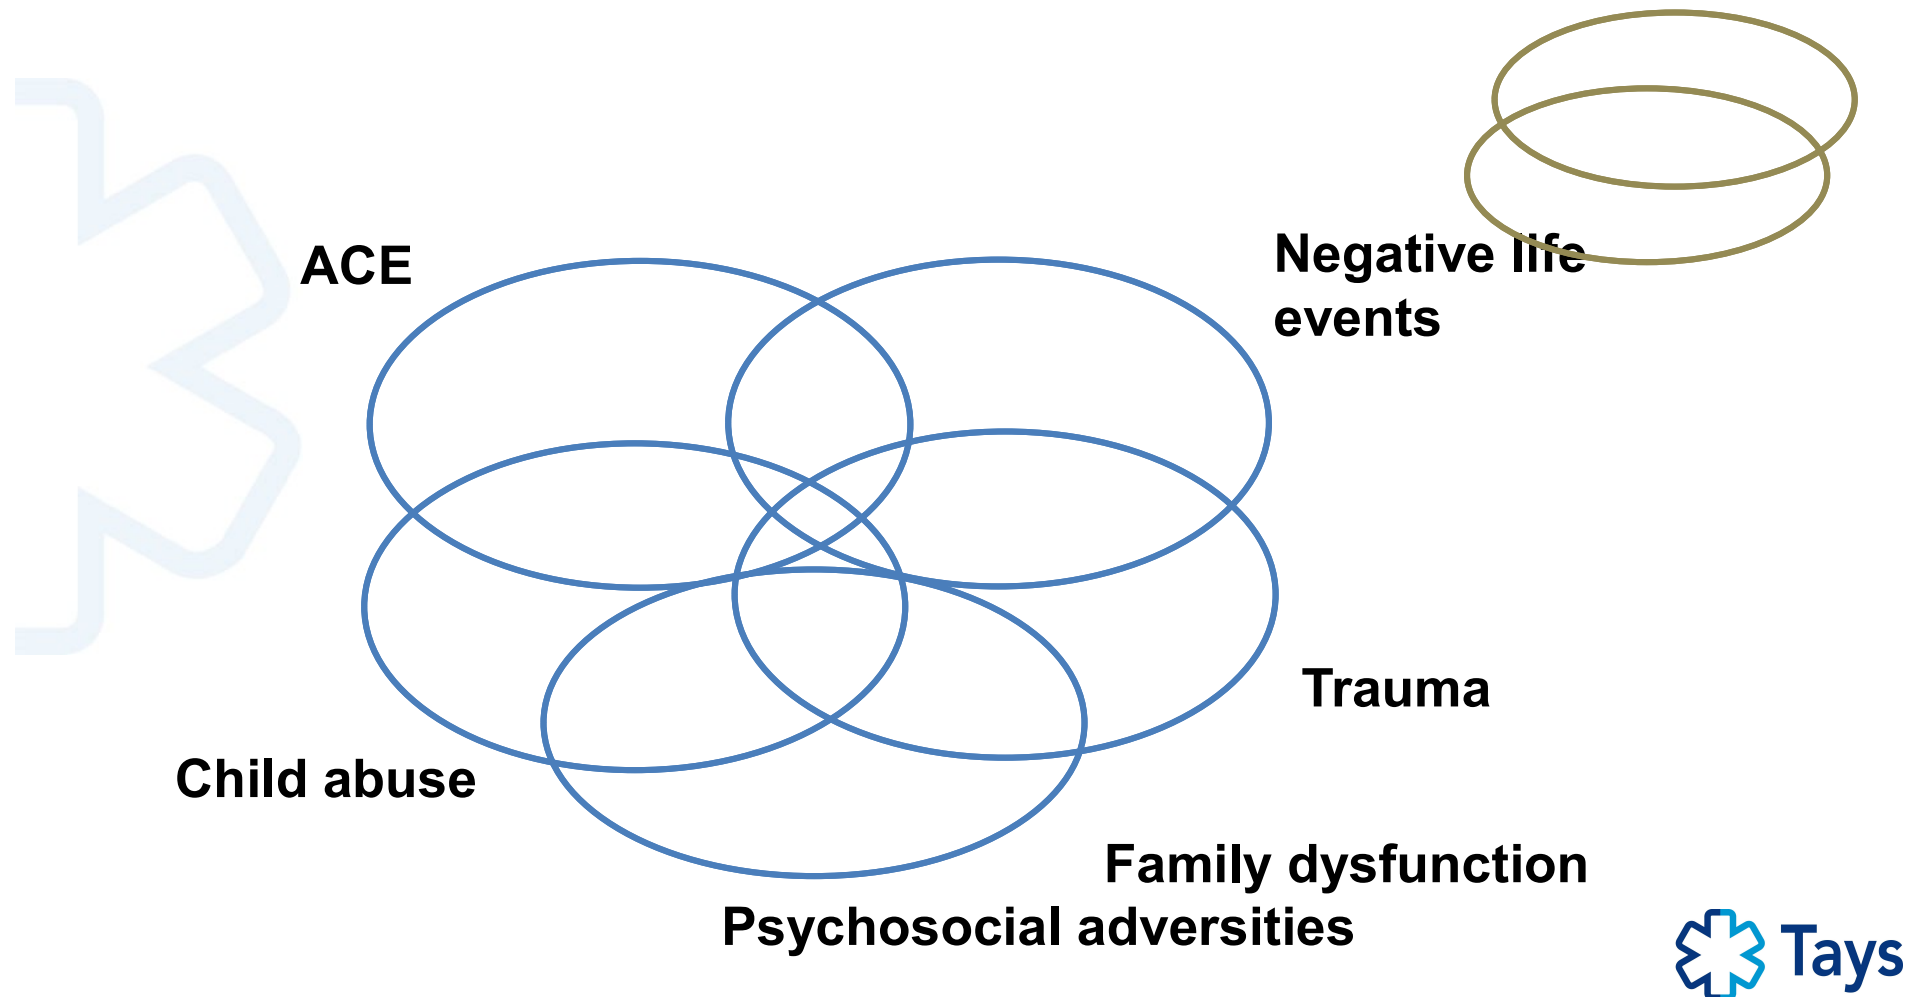 ACE
Negative life
events
Trauma
Child abuse
Family dysfunction
Psychosocial adversities
Tays